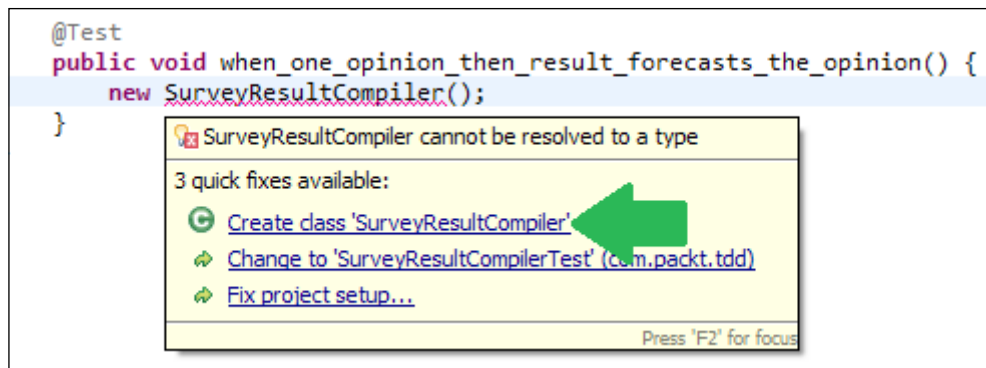 @Test
public void when_one_opinion_then_result_forecasts_the_opinion() {
new SurveyResultCompiler();
}
SurveyResultCompiler cannot be resolved to a type
3 quick fixes available:
Create class 'SurveyResultCompiler'
Change to 'SurveyResultCompilerTest' (com.packt.tdd)
Fix project setup...
Press 'F2' for focus